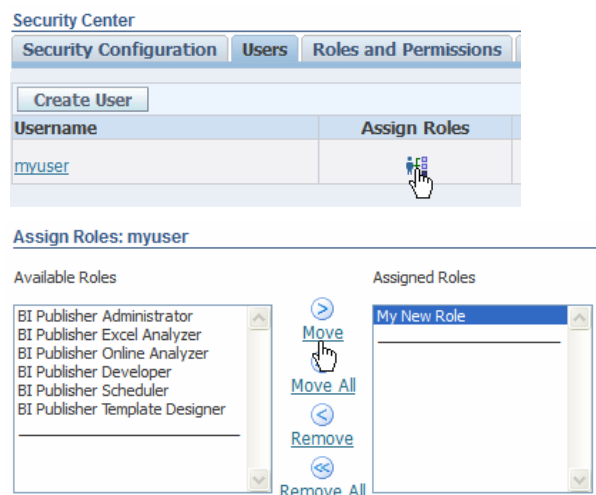 Security Center
Security Configuration Users Roles and Permissions
Create User
Username Assign Roles
myuser
Assign Roles: myuser
Available Roles Assigned Roles
BI Publisher Administrator
BI Publisher Excel Analyzer
BI Publisher Online Analyzer
BI Publisher Developer
BI Publisher Scheduler
BI Publisher Template Designer
Move
Move All
Remove
Remove All
My New Role